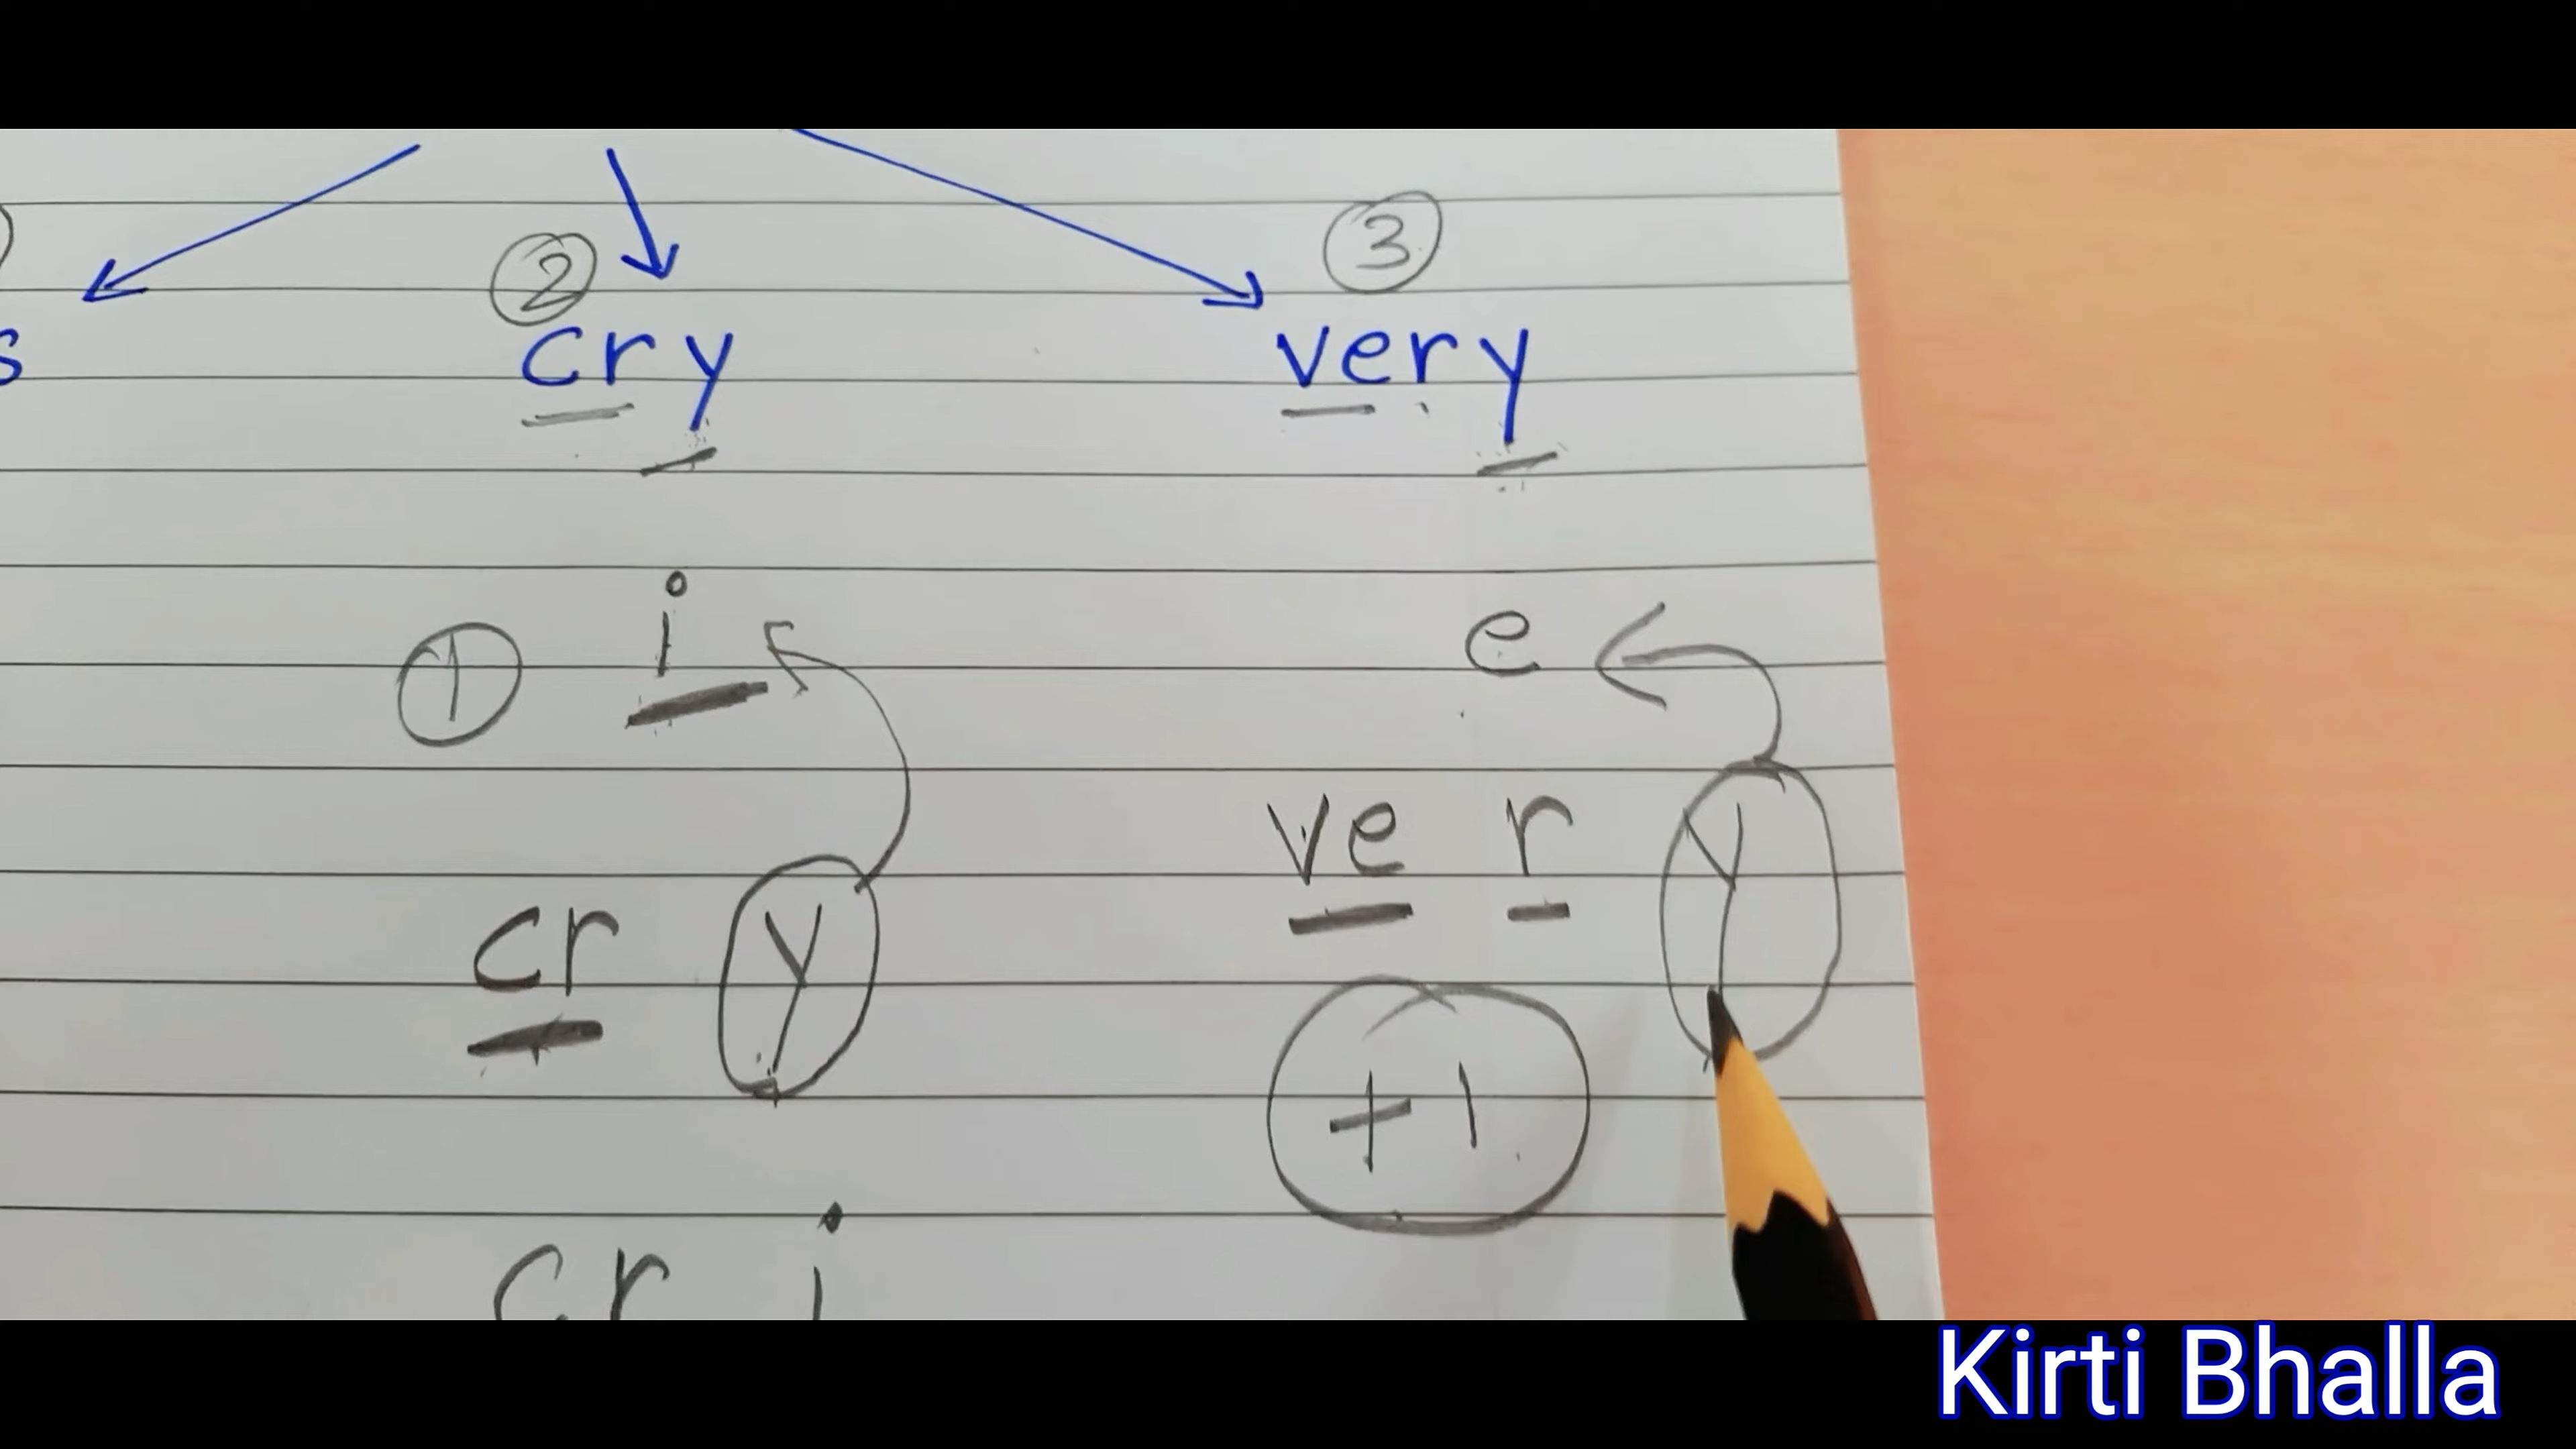 ② ③
s cry very
① i e
ve r y
cr y
+1
cr i
Kirti Bhalla